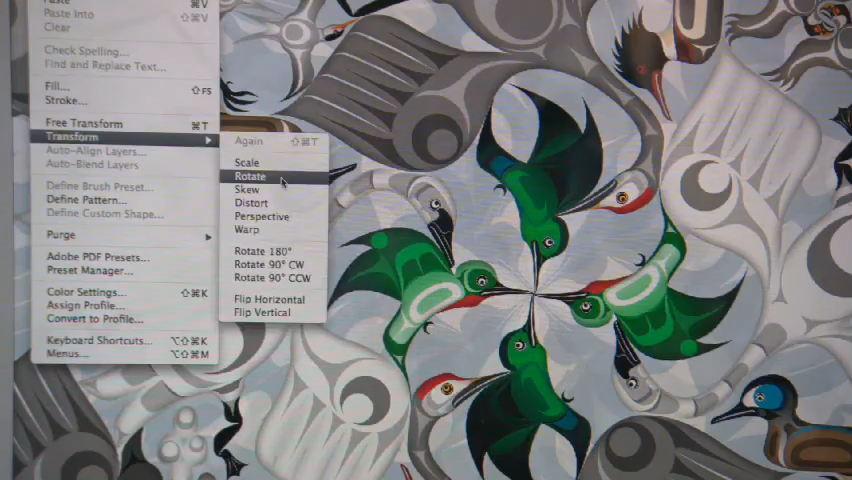 Paste ⌘V
Paste Into ⇧⌘V
Clear
Check Spelling...
Find and Replace Text...
Fill... ⇧F5
Stroke...
Free Transform ⌘T
Transform
Auto-Align Layers...
Auto-Blend Layers
Define Brush Preset...
Define Pattern...
Define Custom Shape...
Purge
Adobe PDF Presets...
Preset Manager...
Color Settings... ⇧⌘K
Assign Profile...
Convert to Profile...
Keyboard Shortcuts... ⌥⇧⌘K
Menus... ⌥⇧⌘M
Again ⇧⌘T
Scale
Rotate
Skew
Distort
Perspective
Warp
Rotate 180°
Rotate 90° CW
Rotate 90° CCW
Flip Horizontal
Flip Vertical